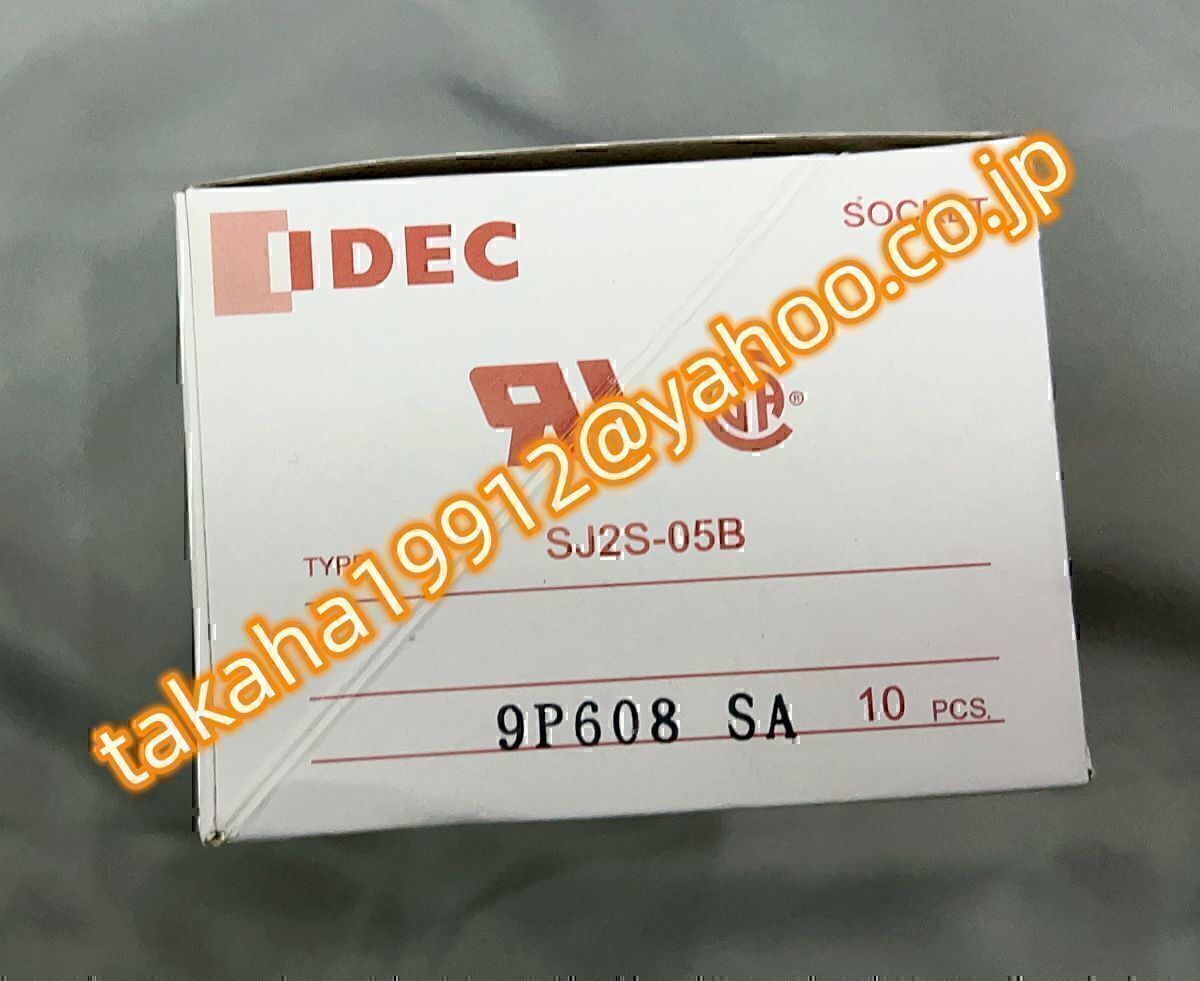 IDEC
SOCKET
®
TYPE SJ2S-05B
9P608 SA 10 PCS.
takaha19912@yahoo.co.jp